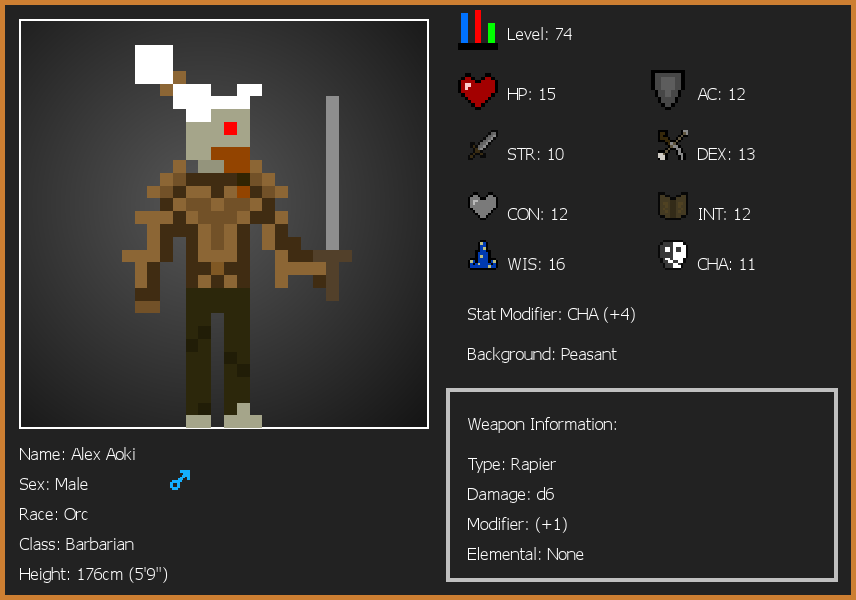 Level: 74
HP: 15
AC: 12
STR: 10
DEX: 13
CON: 12
INT: 12
WIS: 16
CHA: 11
Stat Modifier: CHA (+4)
Background: Peasant
Weapon Information:
Type: Rapier
Damage: d6
Modifier: (+1)
Elemental: None
Name: Alex Aoki
Sex: Male
Race: Orc
Class: Barbarian
Height: 176cm (5'9")